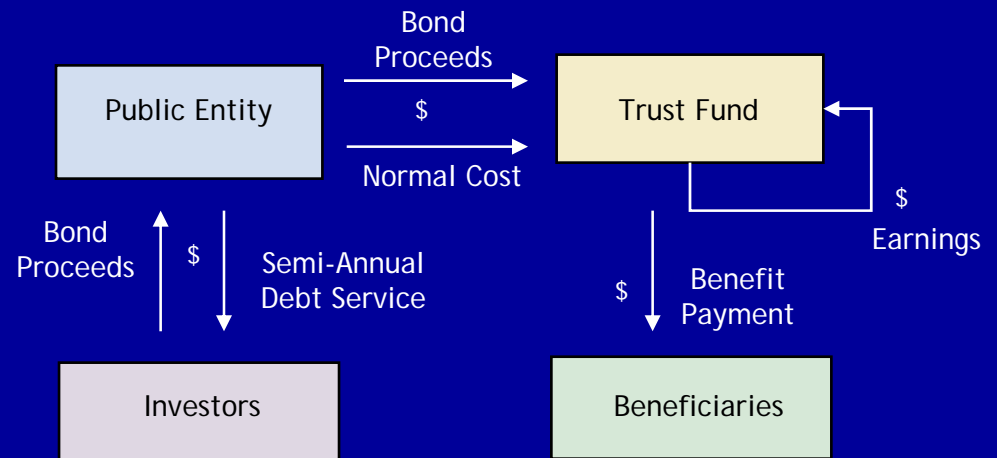 Bond
Proceeds
Public Entity
$
Trust Fund
Normal Cost
Bond
Proceeds
$
Semi-Annual
Debt Service
$
Earnings
$
Benefit
Payment
Investors
Beneficiaries